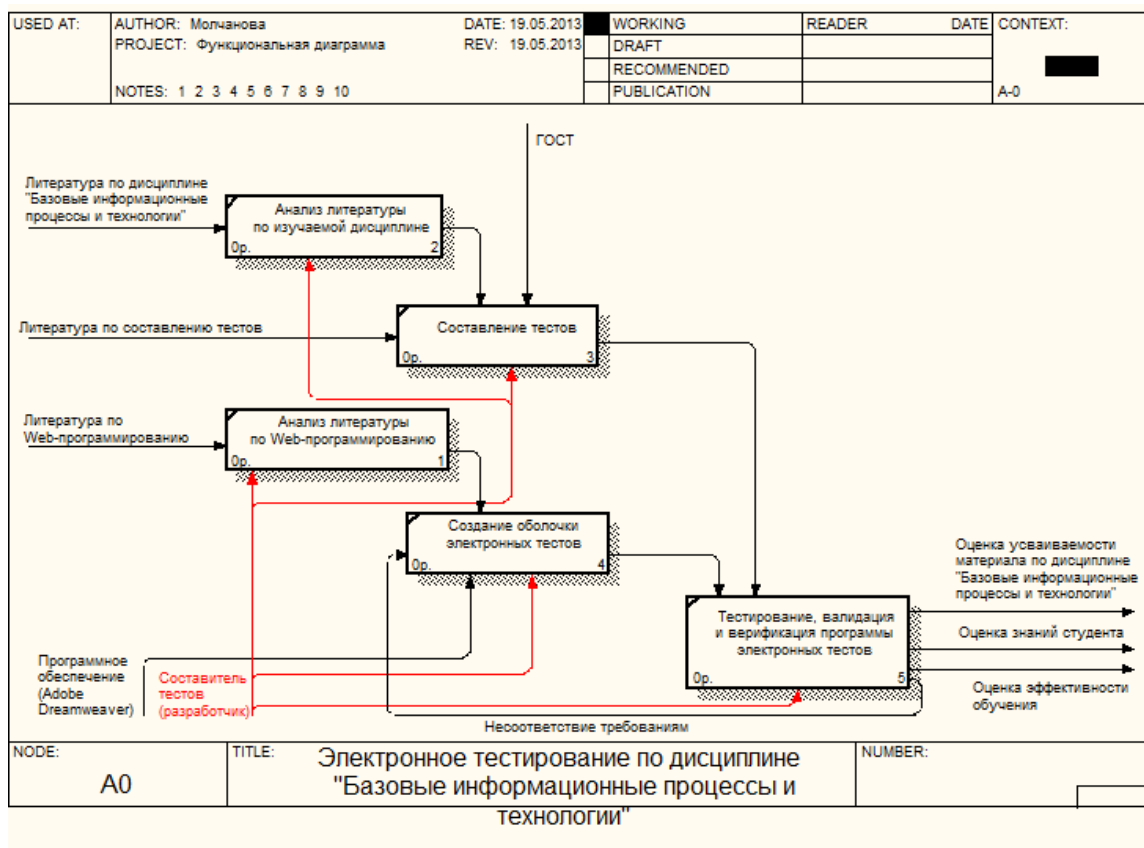 USED AT:
AUTHOR: Молчанова
DATE: 19.05.2013
PROJECT: Функциональная диаграмма
REV: 19.05.2013
NOTES: 1 2 3 4 5 6 7 8 9 10
WORKING
DRAFT
RECOMMENDED
PUBLICATION
READER
DATE
CONTEXT:
A-0
ГОСТ
Литература по дисциплине
"Базовые информационные
процессы и технологии"
Анализ литературы
по изучаемой дисциплине
0р.
2
Литература по составлению тестов
Составление тестов
0р.
3
Литература по
Web-программированию
Анализ литературы
по Web-программированию
0р.
1
Создание оболочки
электронных тестов
0р.
4
Оценка усваиваемости
материала по дисциплине
"Базовые информационные
процессы и технологии"
Тестирование, валидация
и верификация программы
электронных тестов
0р.
5
Оценка знаний студента
Оценка эффективности
обучения
Программное
обеспечение
(Adobe
Dreamweaver)
Составитель
тестов
(разработчик)
Несоответствие требованиям
NODE:
A0
TITLE:
Электронное тестирование по дисциплине
"Базовые информационные процессы и
технологии"
NUMBER: